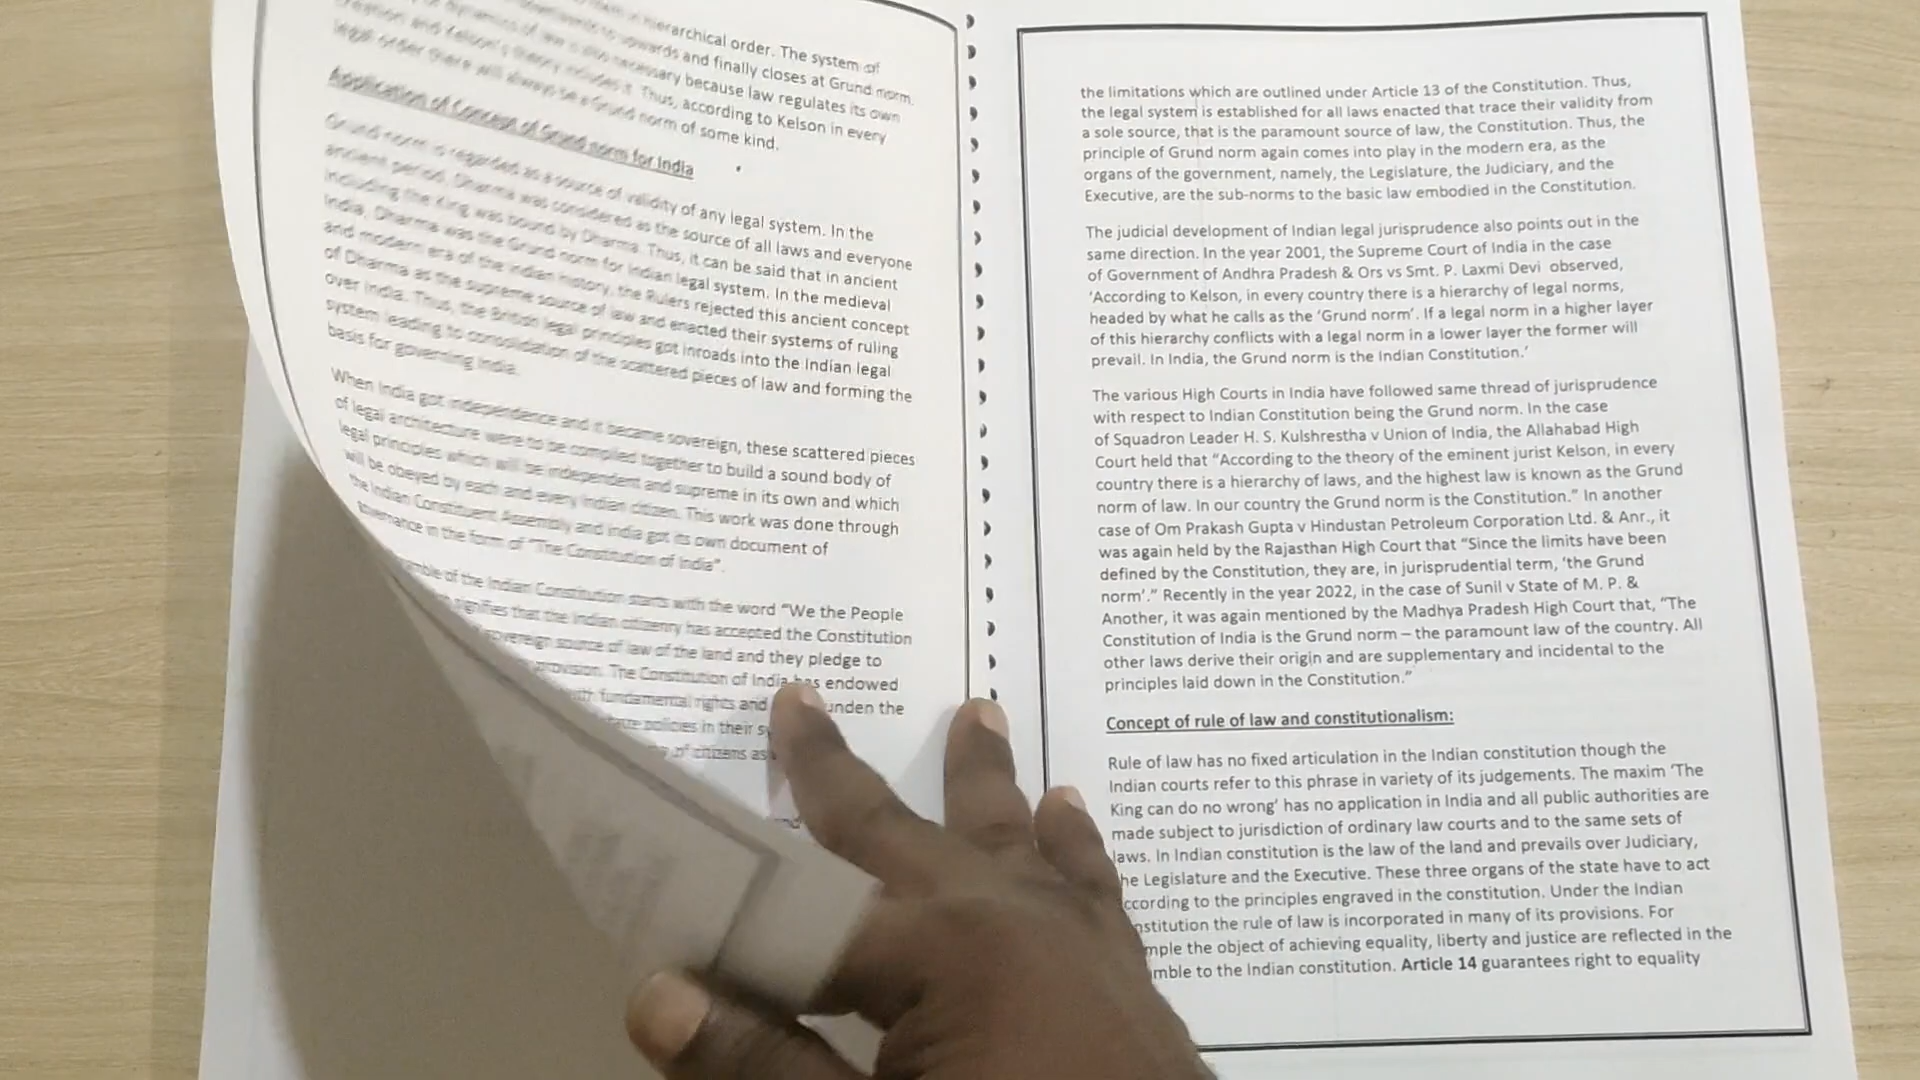 in hierarchical order. The system of
upwards and finally closes at Grund norm.
Dynamics of law is also necessary because law regulates its own
creation and Kelson's theory includes it. Thus, according to Kelson in every
legal order there will always be a Grund norm of some kind.
Application of Concept of Grund norm for India
Grund norm is regarded as a source of validity of any legal system. In the
ancient period, Dharma was considered as the source of all laws and everyone
including the King was bound by Dharma. Thus, it can be said that in ancient
India, Dharma was the Grund norm for Indian legal system. In the medieval
and modern era of the Indian history, the Rulers rejected this ancient concept
of Dharma as the supreme source of law and enacted their systems of ruling
over India. Thus, the British legal principles got inroads into the Indian legal
system leading to consolidation of the scattered pieces of law and forming the
basis for governing India.
When India got independence and it became sovereign, these scattered pieces
of legal architecture were to be compiled together to build a sound body of
legal principles which will be independent and supreme in its own and which
will be obeyed by each and every Indian citizen. This work was done through
the Indian Constituent Assembly and India got its own document of
governance in the form of "The Constitution of India".
amble of the Indian Constitution starts with the word "We the People
signifies that the Indian citizenry has accepted the Constitution
sovereign source of law of the land and they pledge to
provision. The Constitution of India has endowed
with fundamental rights and unden the
policies in their
of citizens as
the limitations which are outlined under Article 13 of the Constitution. Thus,
the legal system is established for all laws enacted that trace their validity from
a sole source, that is the paramount source of law, the Constitution. Thus, the
principle of Grund norm again comes into play in the modern era, as the
organs of the government, namely, the Legislature, the Judiciary, and the
Executive, are the sub-norms to the basic law embodied in the Constitution.
The judicial development of Indian legal jurisprudence also points out in the
same direction. In the year 2001, the Supreme Court of India in the case
of Government of Andhra Pradesh & Ors vs Smt. P. Laxmi Devi observed,
'According to Kelson, in every country there is a hierarchy of legal norms,
headed by what he calls as the 'Grund norm'. If a legal norm in a higher layer
of this hierarchy conflicts with a legal norm in a lower layer the former will
prevail. In India, the Grund norm is the Indian Constitution.'
The various High Courts in India have followed same thread of jurisprudence
with respect to Indian Constitution being the Grund norm. In the case
of Squadron Leader H. S. Kulshrestha v Union of India, the Allahabad High
Court held that "According to the theory of the eminent jurist Kelson, in every
country there is a hierarchy of laws, and the highest law is known as the Grund
norm of law. In our country the Grund norm is the Constitution." In another
case of Om Prakash Gupta v Hindustan Petroleum Corporation Ltd. & Anr., it
was again held by the Rajasthan High Court that "Since the limits have been
defined by the Constitution, they are, in jurisprudential term, 'the Grund
norm'." Recently in the year 2022, in the case of Sunil v State of M. P. &
Another, it was again mentioned by the Madhya Pradesh High Court that, "The
Constitution of India is the Grund norm – the paramount law of the country. All
other laws derive their origin and are supplementary and incidental to the
principles laid down in the Constitution."
Concept of rule of law and constitutionalism:
Rule of law has no fixed articulation in the Indian constitution though the
Indian courts refer to this phrase in variety of its judgements. The maxim 'The
King can do no wrong' has no application in India and all public authorities are
made subject to jurisdiction of ordinary law courts and to the same sets of
laws. In Indian constitution is the law of the land and prevails over Judiciary,
he Legislature and the Executive. These three organs of the state have to act
ccording to the principles engraved in the constitution. Under the Indian
nstitution the rule of law is incorporated in many of its provisions. For
mple the object of achieving equality, liberty and justice are reflected in the
mble to the Indian constitution. Article 14 guarantees right to equality